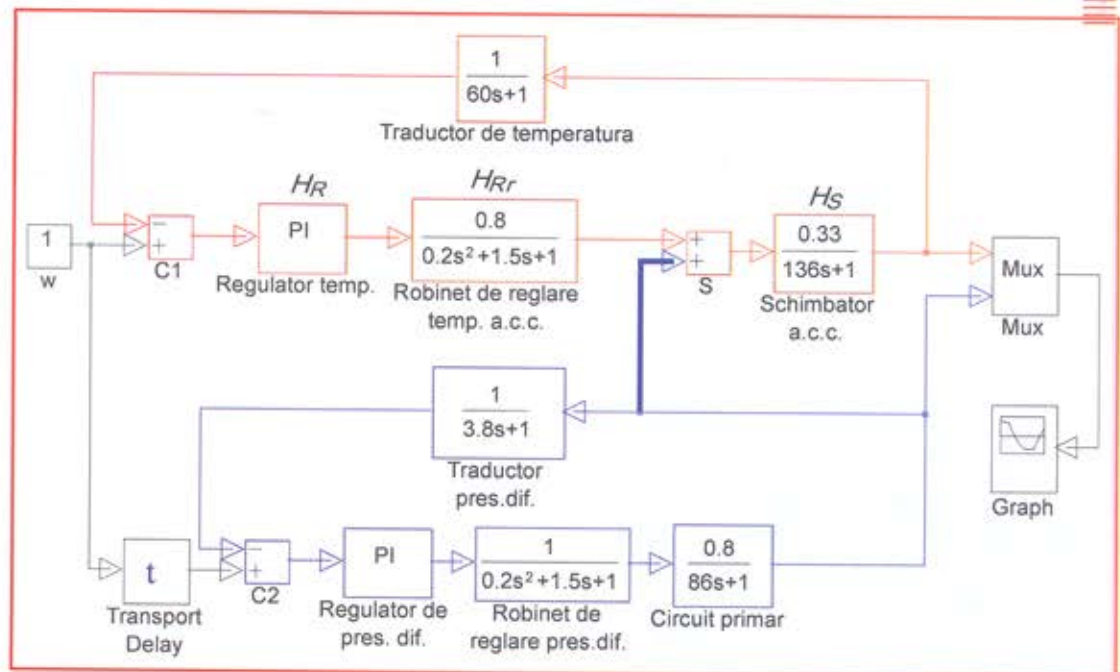 1
60s+1
Traductor de temperatura
HR
HRr
HS
1
w
−
+
C1
PI
Regulator temp.
0.8
0.2s²+1.5s+1
Robinet de reglare
temp. a.c.c.
+
+
S
0.33
136s+1
Schimbator
a.c.c.
Mux
Mux
1
3.8s+1
Traductor
pres.dif.
Graph
t
Transport
Delay
−
+
C2
PI
Regulator de
pres. dif.
1
0.2s²+1.5s+1
Robinet de
reglare pres.dif.
0.8
86s+1
Circuit primar